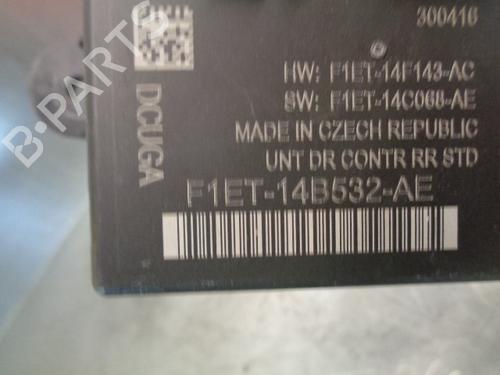 300416
HW: F1ET-14F143-AC
SW: F1ET-14C068-AE
MADE IN CZECH REPUBLIC
UNT DR CONTR RR STD
F1ET-14B532-AE
DCUGA
B-PARTS